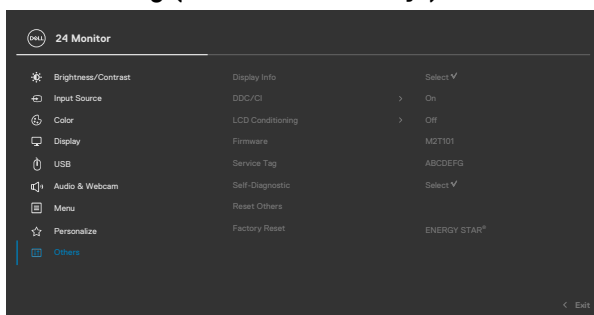 DELL 24 Monitor
Brightness/Contrast Display Info Select
Input Source DDC/CI > On
Color LCD Conditioning > Off
Display Firmware M2T101
USB Service Tag ABCDEFG
Audio & Webcam Self-Diagnostic Select
Menu Reset Others
Personalize Factory Reset ENERGY STAR®
Others
< Exit